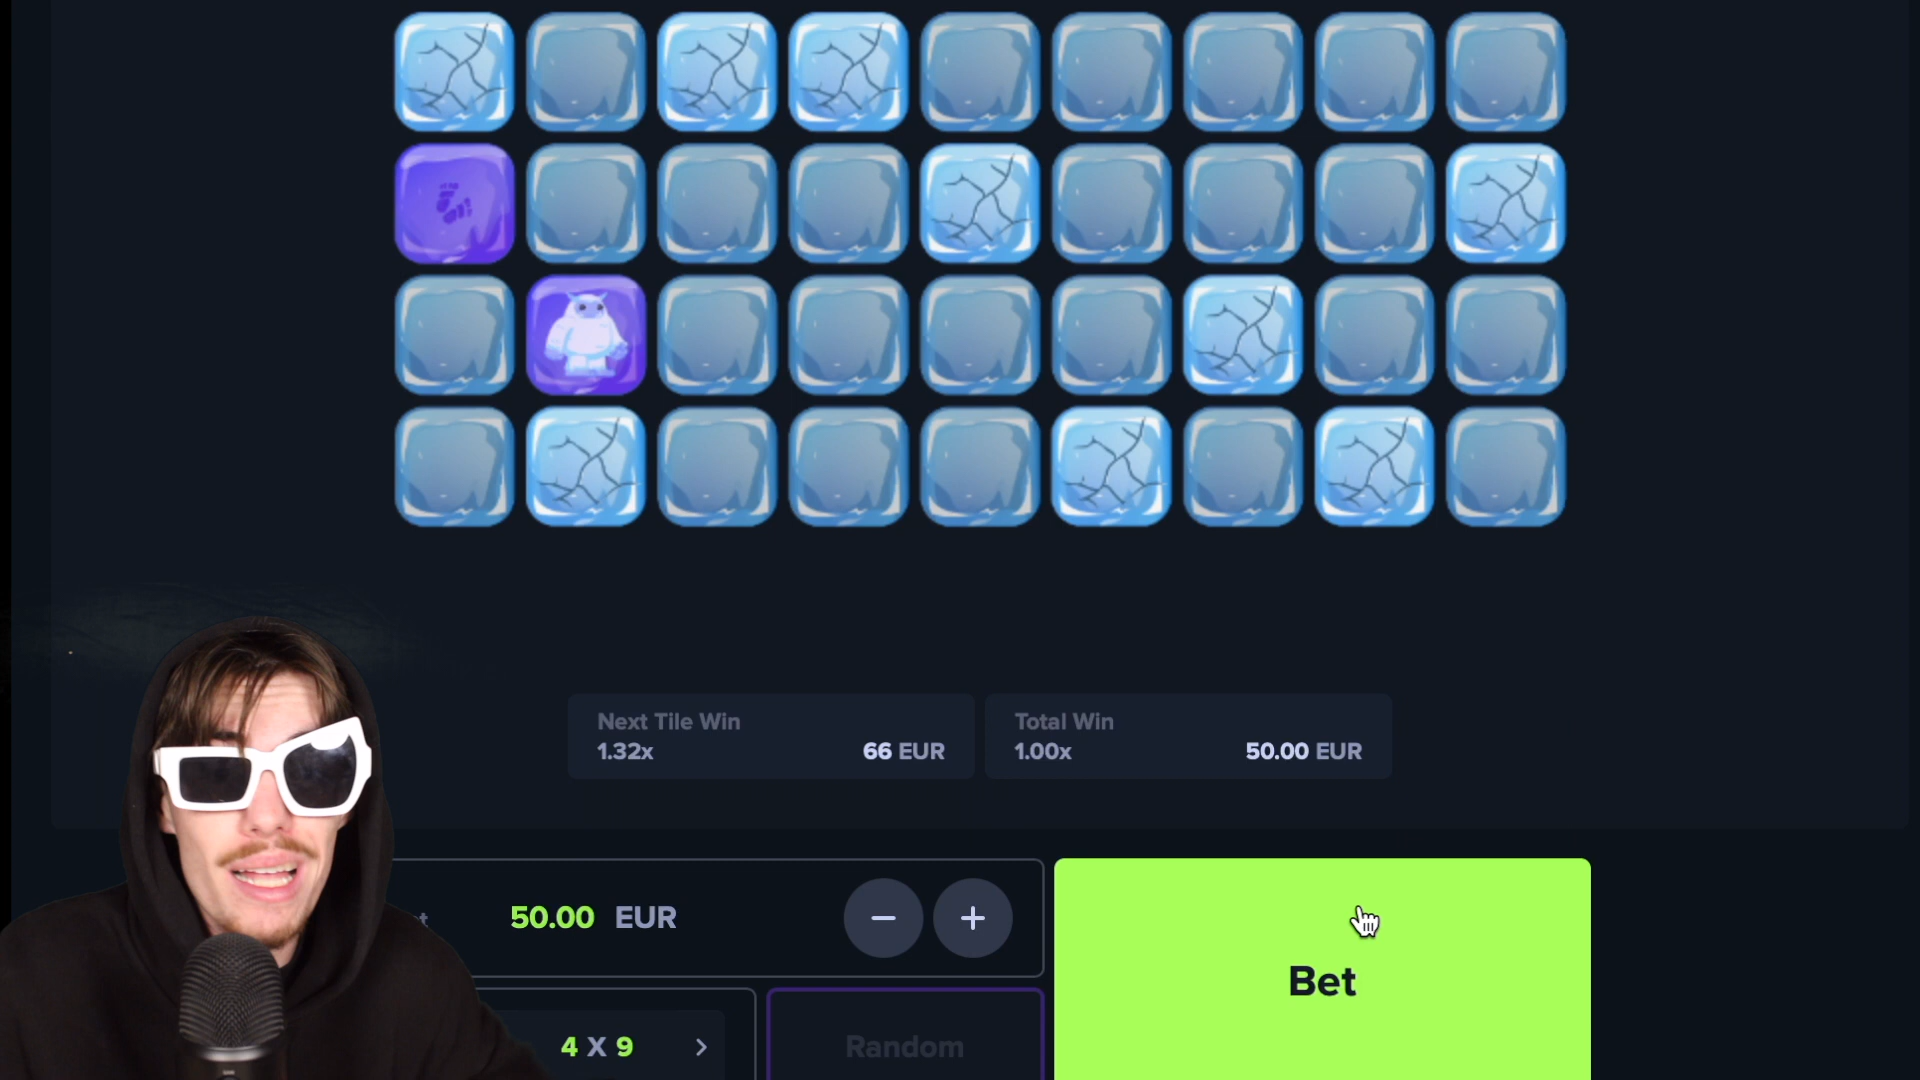 Next Tile Win
1.32x 66 EUR
Total Win
1.00x 50.00 EUR
50.00 EUR
Bet
4 X 9
Random